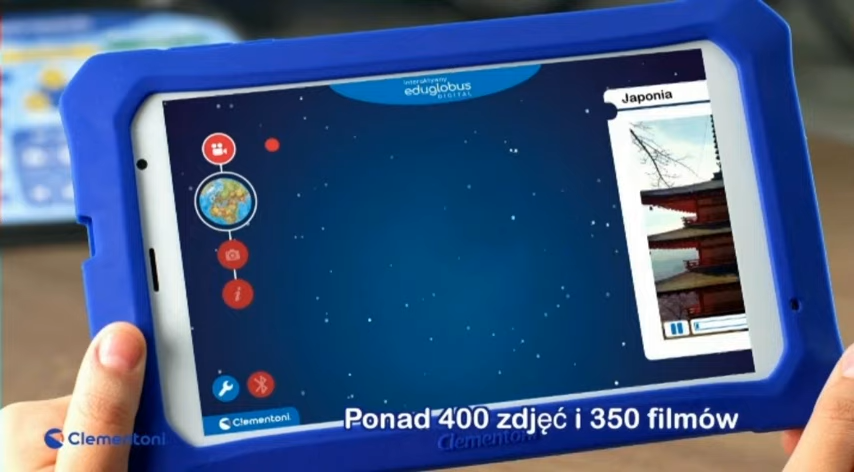 interaktywny
eduglobus
DIGITAL
Japonia
i
Clementoni
Ponad 400 zdjęć i 350 filmów
Clementoni
Clementoni